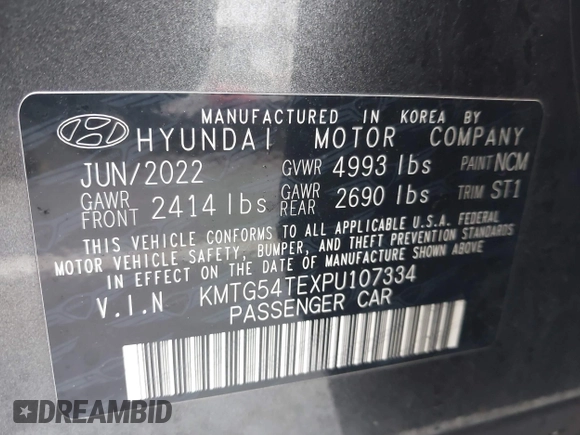 MANUFACTURED IN KOREA BY
HYUNDAI MOTOR COMPANY
JUN/2022 GVWR 4993 lbs PAINT NCM
GAWR FRONT 2414 lbs GAWR REAR 2690 lbs TRIM ST1
THIS VEHICLE CONFORMS TO ALL APPLICABLE U.S.A. FEDERAL
MOTOR VEHICLE SAFETY, BUMPER, AND THEFT PREVENTION STANDARDS
IN EFFECT ON THE DATE OF MANUFACTURE SHOWN ABOVE.
V.I.N KMTG54TEXPU107334
PASSENGER CAR
DREAMBID